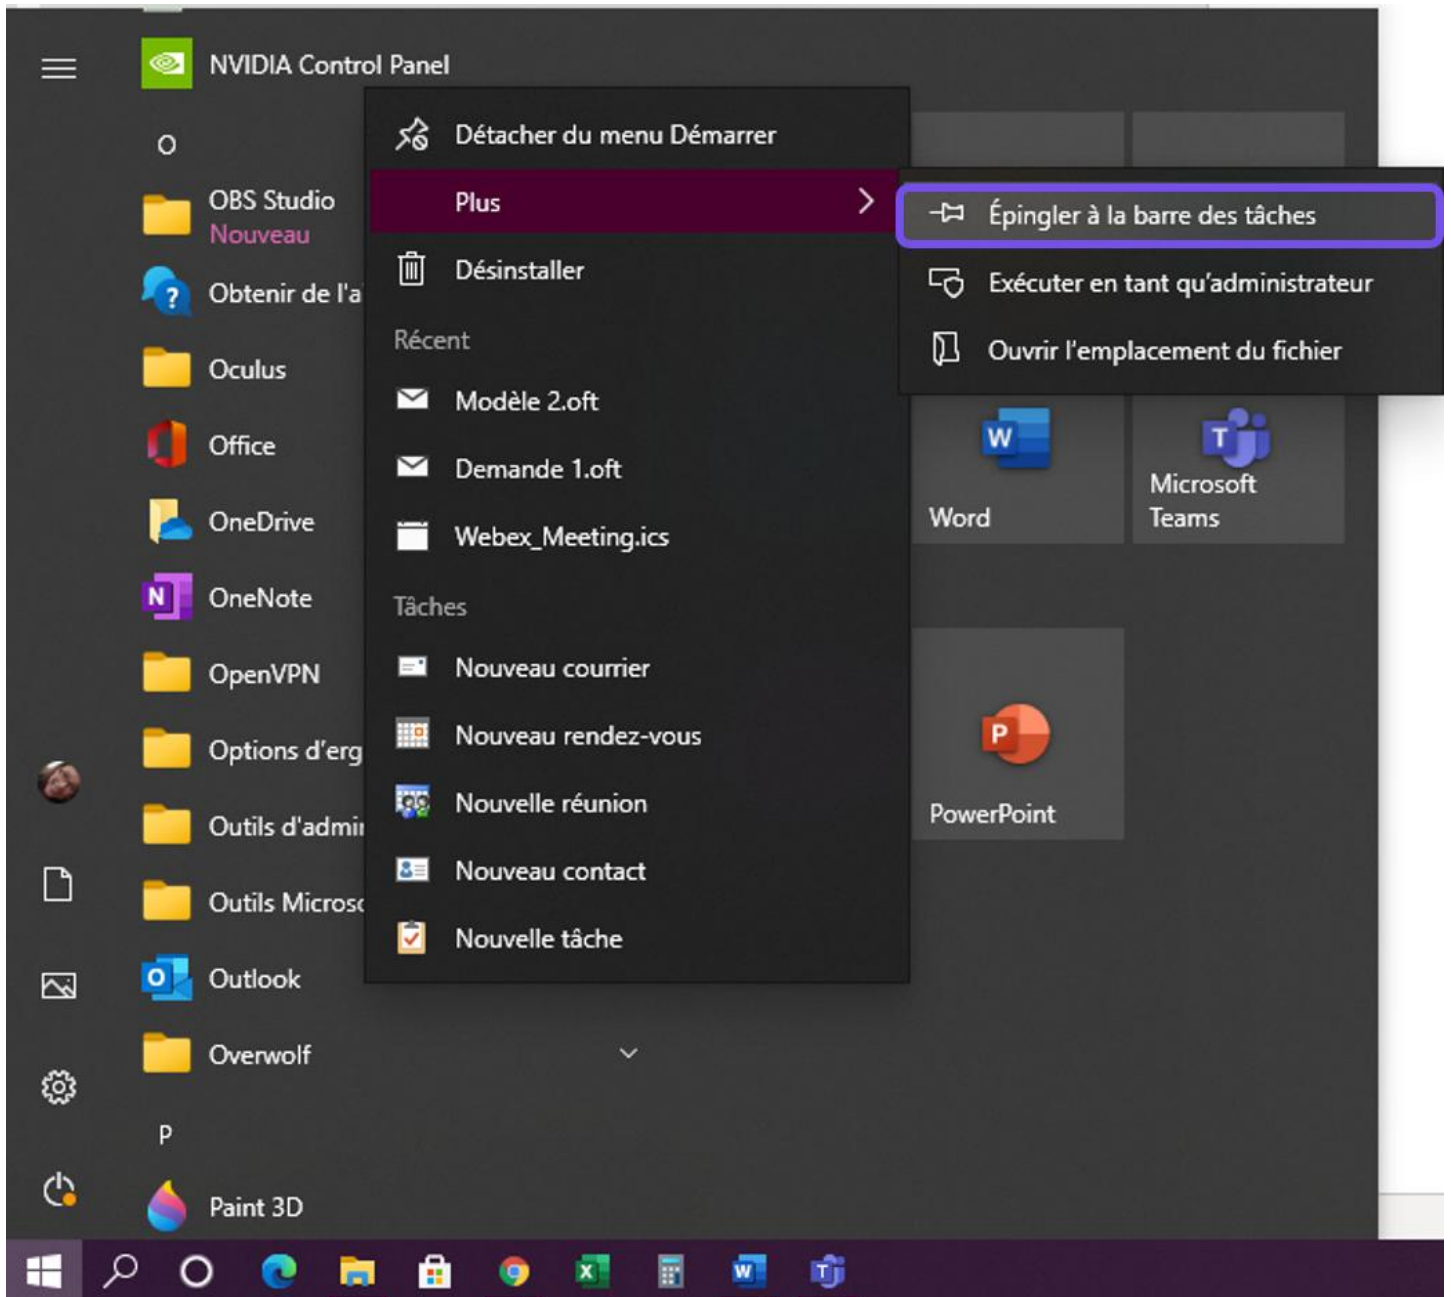 NVIDIA Control Panel
O
OBS Studio
Nouveau
Obtenir de l'a
Oculus
Office
OneDrive
OneNote
OpenVPN
Options d'erg
Outils d'admin
Outils Microso
Outlook
Overwolf
P
Paint 3D
Détacher du menu Démarrer
Plus
Désinstaller
Récent
Modèle 2.oft
Demande 1.oft
Webex_Meeting.ics
Tâches
Nouveau courrier
Nouveau rendez-vous
Nouvelle réunion
Nouveau contact
Nouvelle tâche
Épingler à la barre des tâches
Exécuter en tant qu'administrateur
Ouvrir l'emplacement du fichier
Word
Microsoft
Teams
PowerPoint